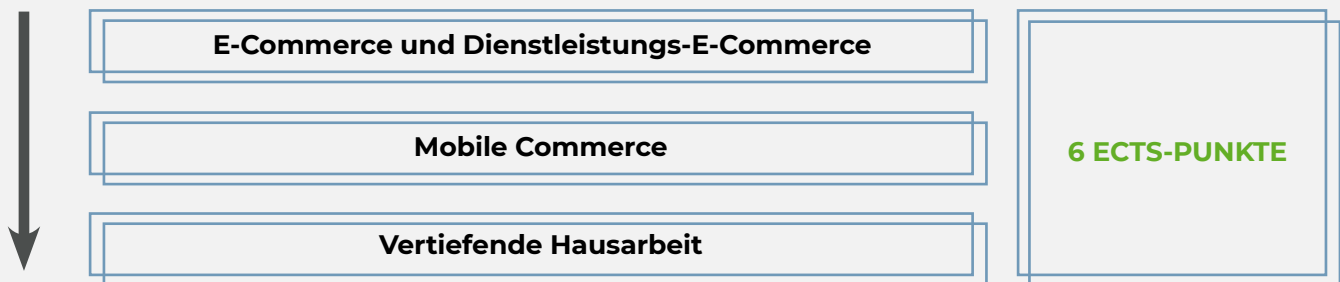 E-Commerce und Dienstleistungs-E-Commerce
Mobile Commerce
6 ECTS-PUNKTE
Vertiefende Hausarbeit